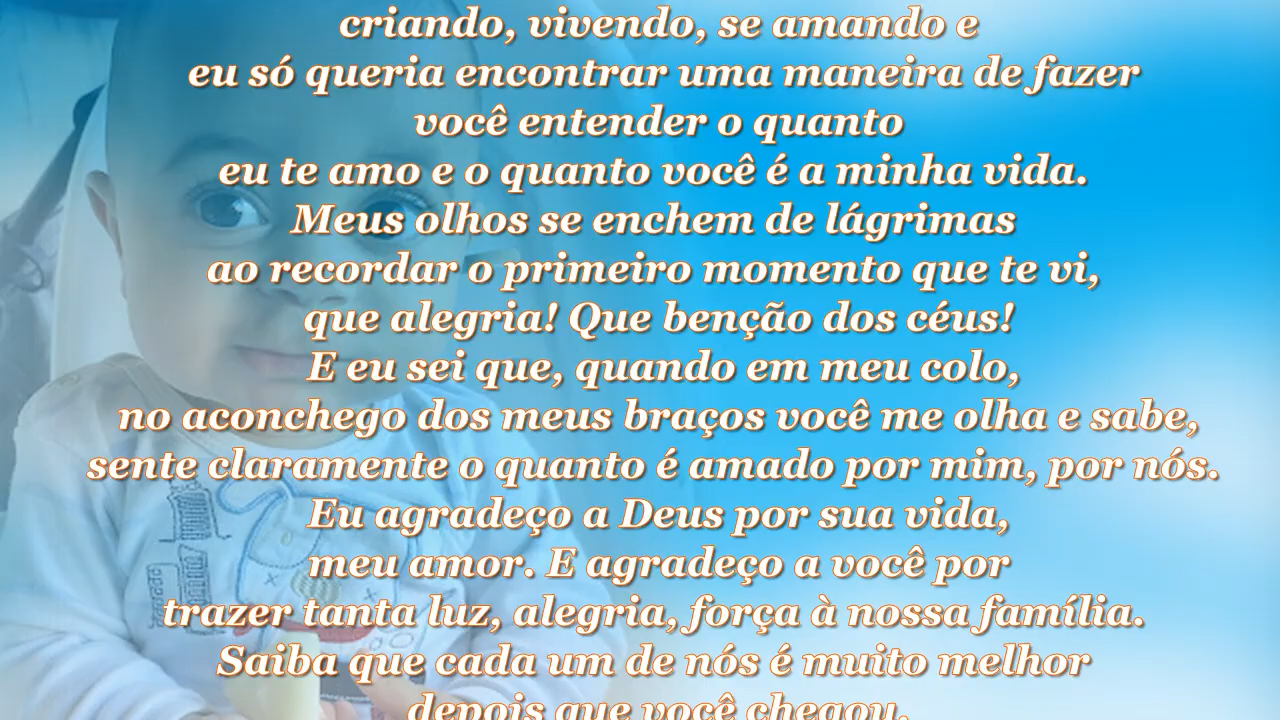 criando, vivendo, se amando e
eu só queria encontrar uma maneira de fazer
você entender o quanto
eu te amo e o quanto você é a minha vida.
Meus olhos se enchem de lágrimas
ao recordar o primeiro momento que te vi,
que alegria! Que benção dos céus!
E eu sei que, quando em meu colo,
no aconchego dos meus braços você me olha e sabe,
sente claramente o quanto é amado por mim, por nós.
Eu agradeço a Deus por sua vida,
meu amor. E agradeço a você por
trazer tanta luz, alegria, força à nossa família.
Saiba que cada um de nós é muito melhor
depois que você chegou.